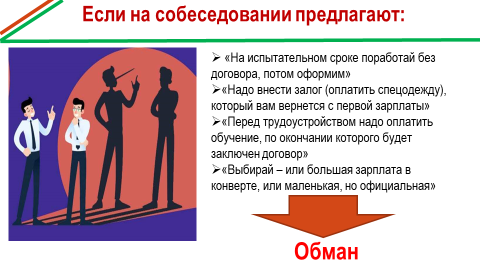 Если на собеседовании предлагают:
➢ «На испытательном сроке поработай без
договора, потом оформим»
➢«Надо внести залог (оплатить спецодежду),
который вам вернется с первой зарплаты»
➢«Перед трудоустройством надо оплатить
обучение, по окончании которого будет
заключен договор»
➢«Выбирай – или большая зарплата в
конверте, или маленькая, но официальная»
Обман